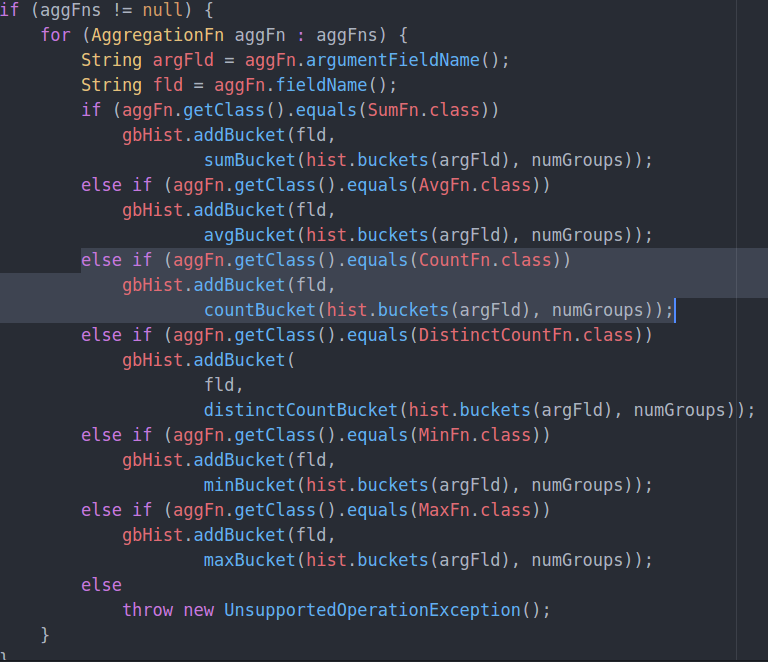 if (aggFns != null) {
    for (AggregationFn aggFn : aggFns) {
        String argFld = aggFn.argumentFieldName();
        String fld = aggFn.fieldName();
        if (aggFn.getClass().equals(SumFn.class))
            gbHist.addBucket(fld,
                    sumBucket(hist.buckets(argFld), numGroups));
        else if (aggFn.getClass().equals(AvgFn.class))
            gbHist.addBucket(fld,
                    avgBucket(hist.buckets(argFld), numGroups));
        else if (aggFn.getClass().equals(CountFn.class))
            gbHist.addBucket(fld,
                    countBucket(hist.buckets(argFld), numGroups));
        else if (aggFn.getClass().equals(DistinctCountFn.class))
            gbHist.addBucket(
                    fld,
                    distinctCountBucket(hist.buckets(argFld), numGroups));
        else if (aggFn.getClass().equals(MinFn.class))
            gbHist.addBucket(fld,
                    minBucket(hist.buckets(argFld), numGroups));
        else if (aggFn.getClass().equals(MaxFn.class))
            gbHist.addBucket(fld,
                    maxBucket(hist.buckets(argFld), numGroups));
        else
            throw new UnsupportedOperationException();
    }
}